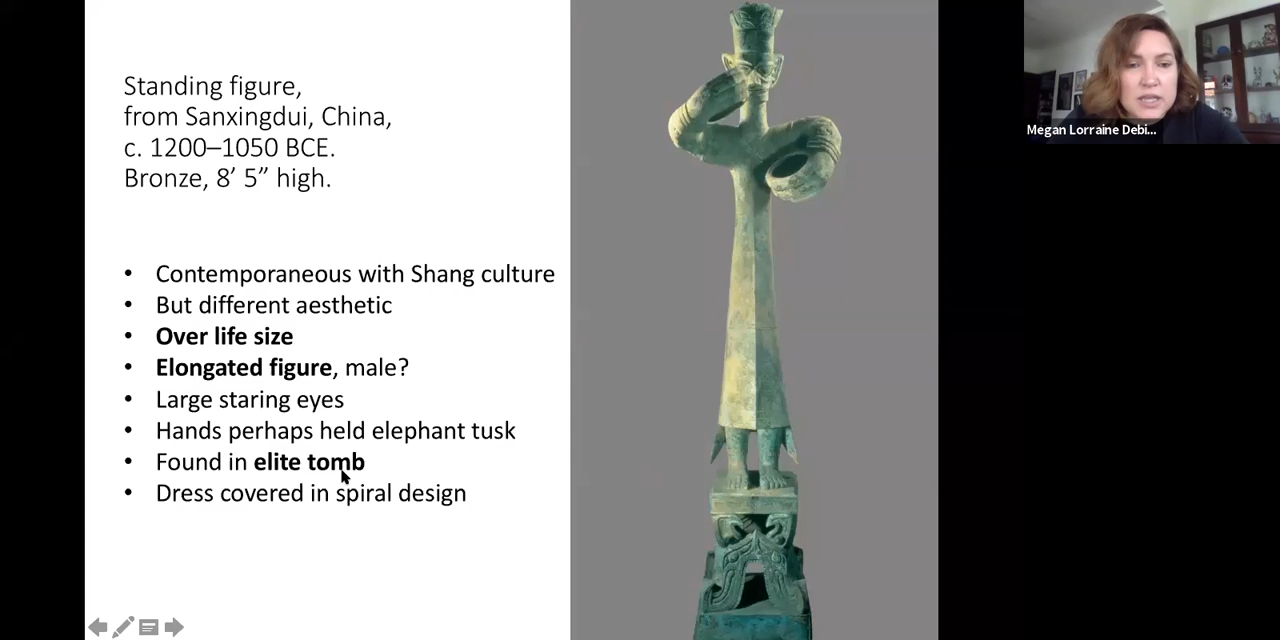 Standing figure,
from Sanxingdui, China,
c. 1200–1050 BCE.
Bronze, 8’ 5” high.
• Contemporaneous with Shang culture
• But different aesthetic
• Over life size
• Elongated figure, male?
• Large staring eyes
• Hands perhaps held elephant tusk
• Found in elite tomb
• Dress covered in spiral design
Megan Lorraine Debi...